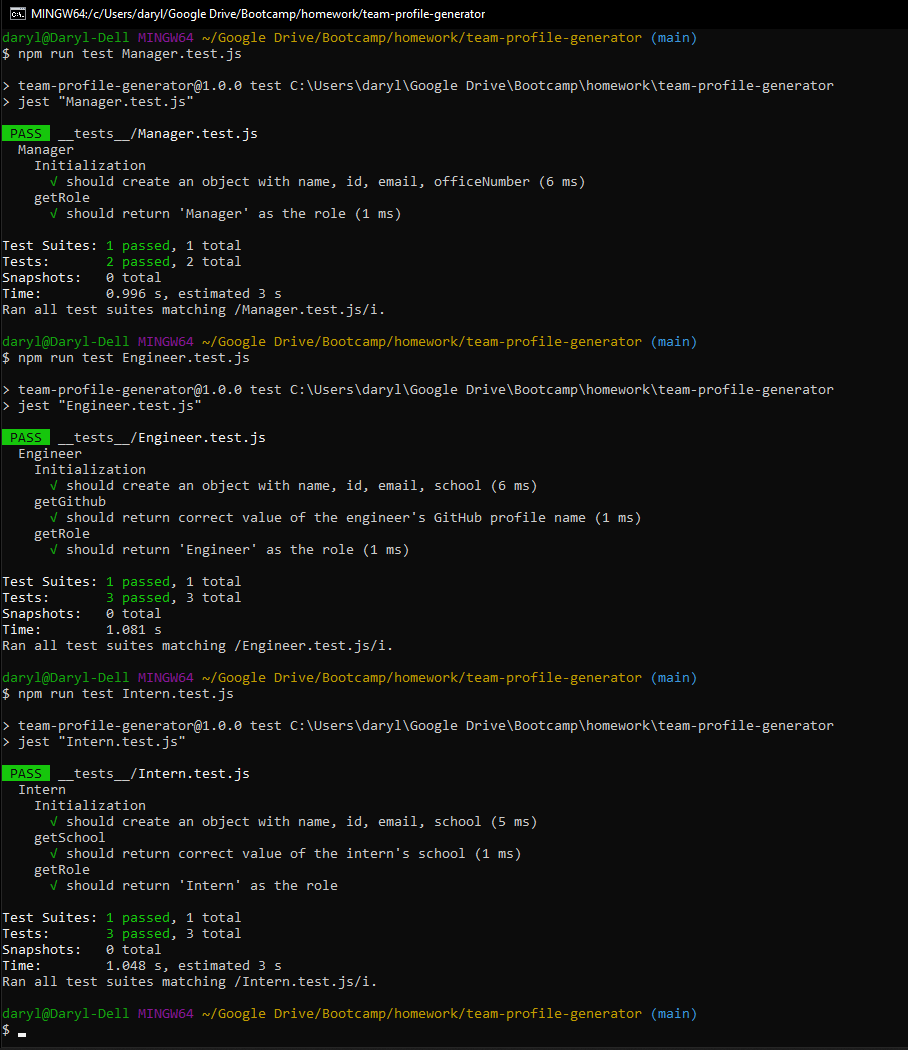 MINGW64:/c/Users/daryl/Google Drive/Bootcamp/homework/team-profile-generator
daryl@Daryl-Dell MINGW64 ~/Google Drive/Bootcamp/homework/team-profile-generator (main)
$ npm run test Manager.test.js
> team-profile-generator@1.0.0 test C:\Users\daryl\Google Drive\Bootcamp\homework\team-profile-generator
> jest "Manager.test.js"
PASS __tests__/Manager.test.js
Manager
Initialization
√ should create an object with name, id, email, officeNumber (6 ms)
getRole
√ should return 'Manager' as the role (1 ms)
Test Suites: 1 passed, 1 total
Tests: 2 passed, 2 total
Snapshots: 0 total
Time: 0.996 s, estimated 3 s
Ran all test suites matching /Manager.test.js/i.
daryl@Daryl-Dell MINGW64 ~/Google Drive/Bootcamp/homework/team-profile-generator (main)
$ npm run test Engineer.test.js
> team-profile-generator@1.0.0 test C:\Users\daryl\Google Drive\Bootcamp\homework\team-profile-generator
> jest "Engineer.test.js"
PASS __tests__/Engineer.test.js
Engineer
Initialization
√ should create an object with name, id, email, school (6 ms)
getGithub
√ should return correct value of the engineer's GitHub profile name (1 ms)
getRole
√ should return 'Engineer' as the role (1 ms)
Test Suites: 1 passed, 1 total
Tests: 3 passed, 3 total
Snapshots: 0 total
Time: 1.081 s
Ran all test suites matching /Engineer.test.js/i.
daryl@Daryl-Dell MINGW64 ~/Google Drive/Bootcamp/homework/team-profile-generator (main)
$ npm run test Intern.test.js
> team-profile-generator@1.0.0 test C:\Users\daryl\Google Drive\Bootcamp\homework\team-profile-generator
> jest "Intern.test.js"
PASS __tests__/Intern.test.js
Intern
Initialization
√ should create an object with name, id, email, school (5 ms)
getSchool
√ should return correct value of the intern's school (1 ms)
getRole
√ should return 'Intern' as the role
Test Suites: 1 passed, 1 total
Tests: 3 passed, 3 total
Snapshots: 0 total
Time: 1.048 s, estimated 3 s
Ran all test suites matching /Intern.test.js/i.
daryl@Daryl-Dell MINGW64 ~/Google Drive/Bootcamp/homework/team-profile-generator (main)
$